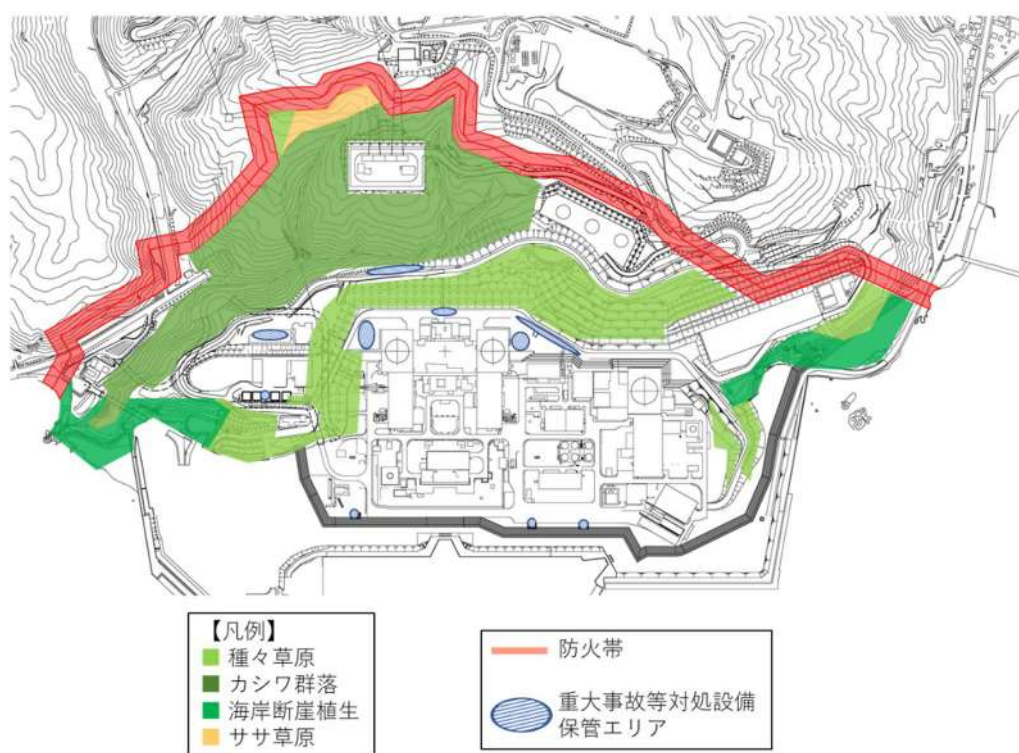 【凡例】
種々草原
カシワ群落
海岸断崖植生
ササ草原
防火帯
重大事故等対処設備
保管エリア